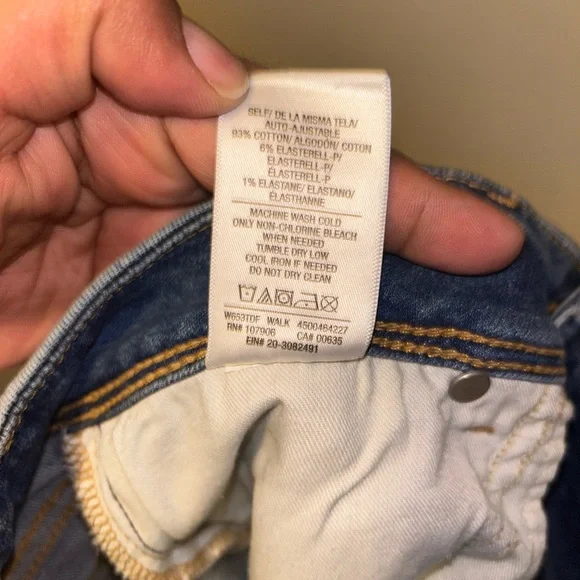 SELF/ DE LA MISMA TELA/
AUTO-AJUSTABLE
93% COTTON/ ALGODÓN/ COTON
6% ELASTERELL-P/
ELASTERELL-P/
ELASTERELL-P
1% ELASTANE/ ELASTANO/
ELASTHANNE
MACHINE WASH COLD
ONLY NON-CHLORINE BLEACH
WHEN NEEDED
TUMBLE DRY LOW
COOL IRON IF NEEDED
DO NOT DRY CLEAN
W653TDF WALK 4500464227
RN# 107906 CA# 00635
EIN# 20-3082491